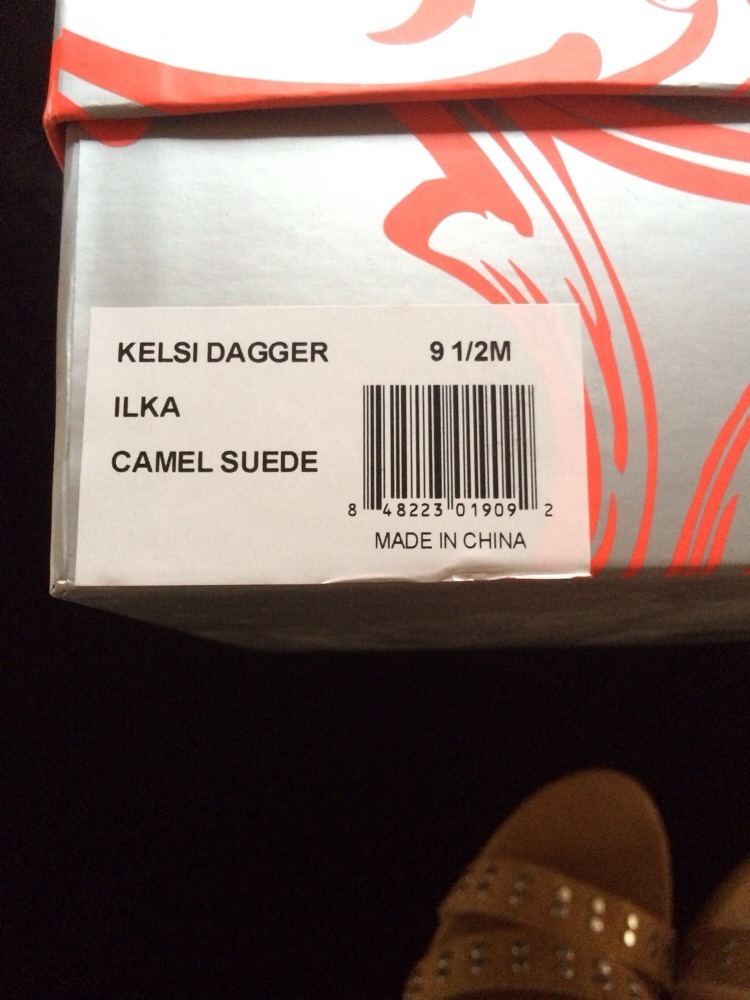 KELSI DAGGER 9 1/2M
ILKA
CAMEL SUEDE
8 48223 01909 2
MADE IN CHINA